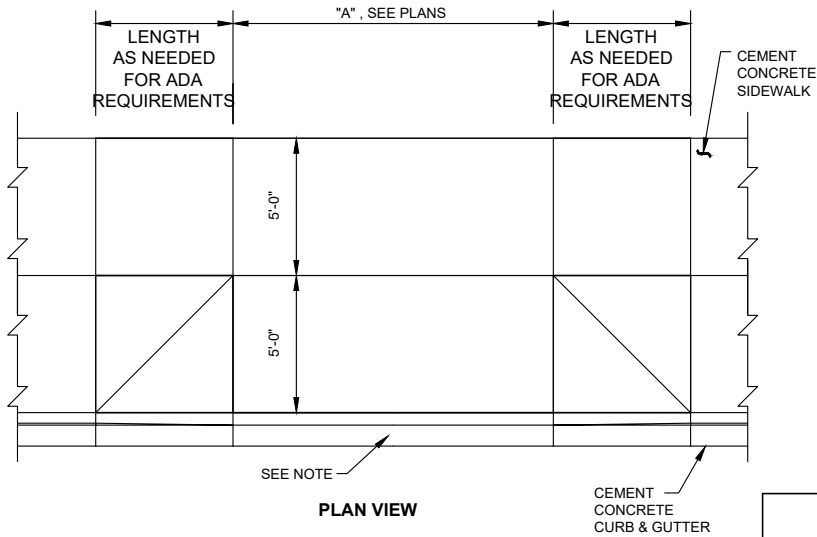 "A" , SEE PLANS
LENGTH
AS NEEDED
FOR ADA
REQUIREMENTS
LENGTH
AS NEEDED
FOR ADA
REQUIREMENTS
CEMENT
CONCRETE
SIDEWALK
5'-0"
5'-0"
SEE NOTE
PLAN VIEW
CEMENT
CONCRETE
CURB & GUTTER